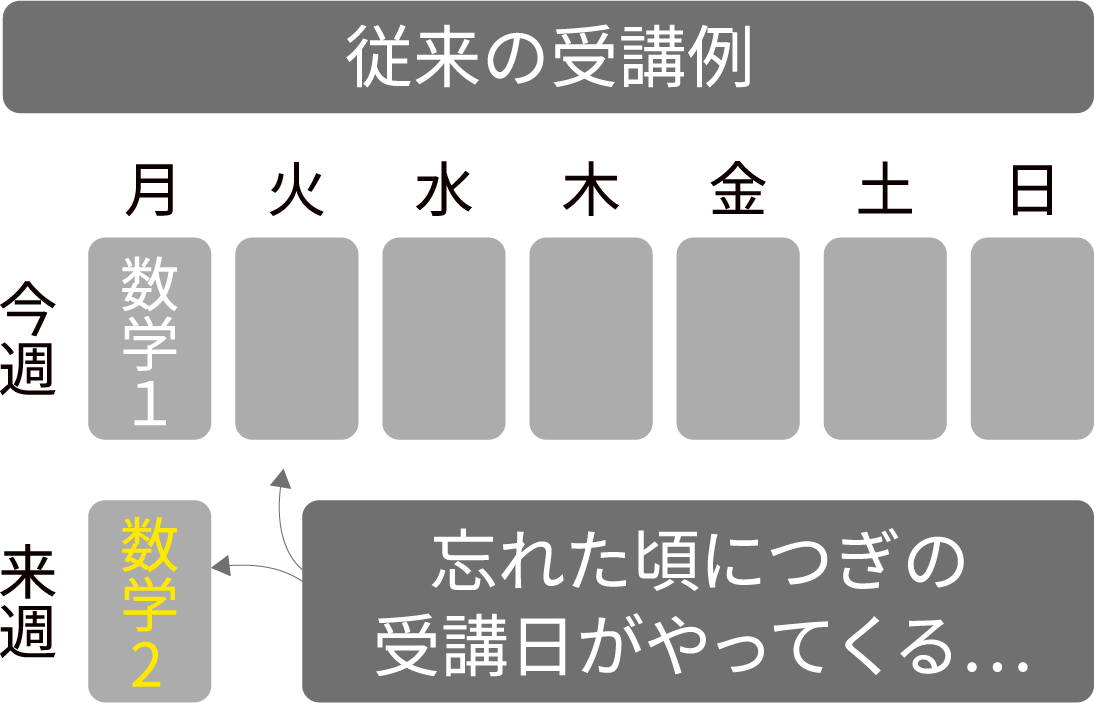 従来の受講例
月 火 水 木 金 土 日
今週
数学1
来週
数学2
忘れた頃につぎの
受講日がやってくる…